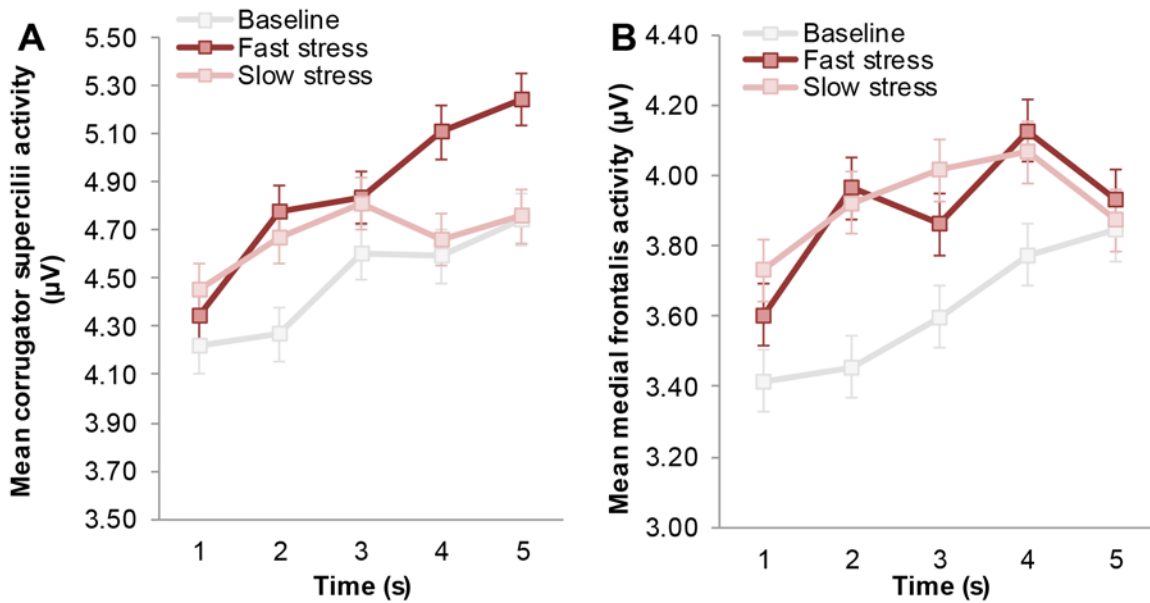 A
Baseline
Fast stress
Slow stress
Mean corrugator supercilii activity
(µV)
5.50
5.30
5.10
4.90
4.70
4.50
4.30
4.10
3.90
3.70
3.50
1 2 3 4 5
Time (s)
B
Baseline
Fast stress
Slow stress
Mean medial frontalis activity (µV)
4.40
4.20
4.00
3.80
3.60
3.40
3.20
3.00
1 2 3 4 5
Time (s)